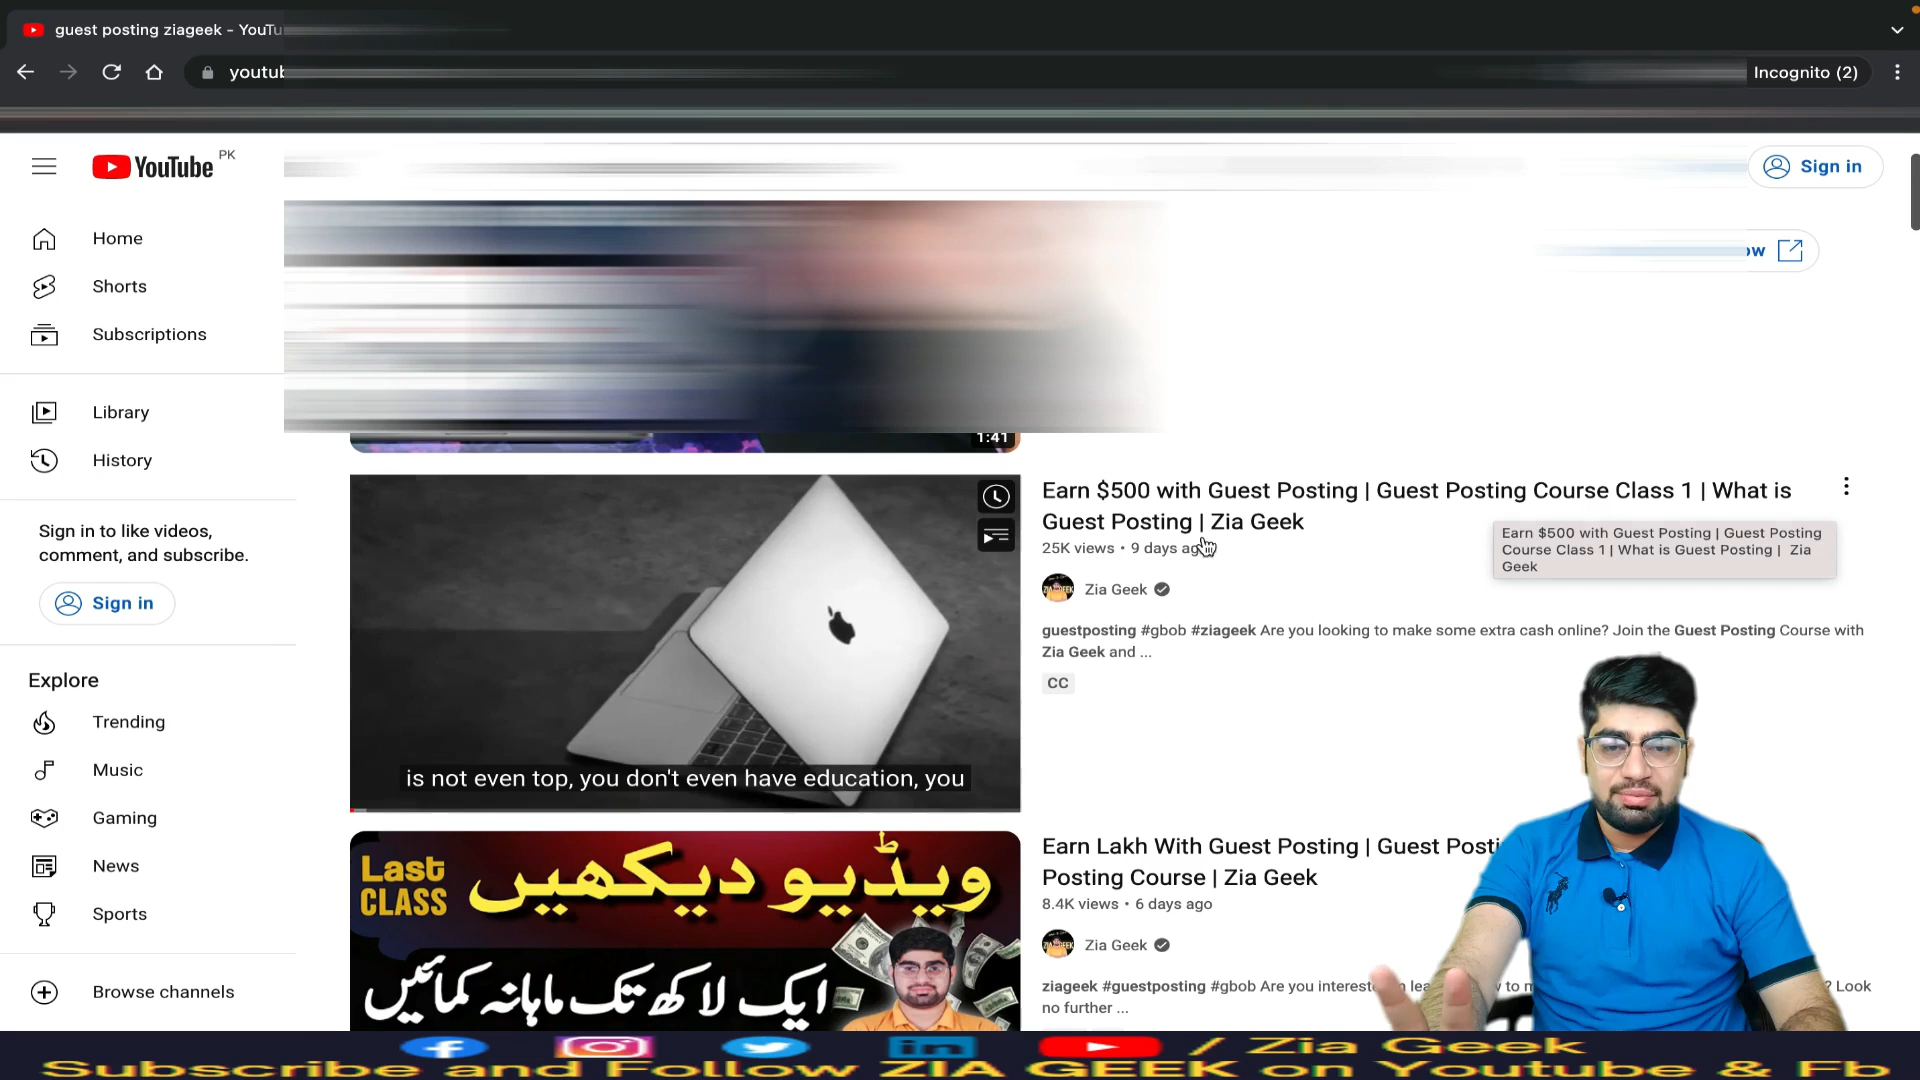 guest posting ziageek - YouTu
youtub
Incognito (2)
YouTube PK
Sign in
Home
Shorts
Subscriptions
Library
History
Sign in to like videos,
comment, and subscribe.
Sign in
Explore
Trending
Music
Gaming
News
Sports
Browse channels
ow
1:41
is not even top, you don't even have education, you
Earn $500 with Guest Posting | Guest Posting Course Class 1 | What is
Guest Posting | Zia Geek
25K views • 9 days ago
Earn $500 with Guest Posting | Guest Posting
Course Class 1 | What is Guest Posting | Zia
Geek
Zia Geek
guestposting #gbob #ziageek Are you looking to make some extra cash online? Join the Guest Posting Course with
Zia Geek and ...
CC
Last
CLASS
ویڈیو دیکھیں
ایک لاکھ تک ماہانہ کمائیں
Earn Lakh With Guest Posting | Guest Posti
Posting Course | Zia Geek
8.4K views • 6 days ago
Zia Geek
ziageek #guestposting #gbob Are you interest to m ? Look
no further ...
/ Zia Geek
Subscribe and Follow ZIA GEEK on Youtube & Fb